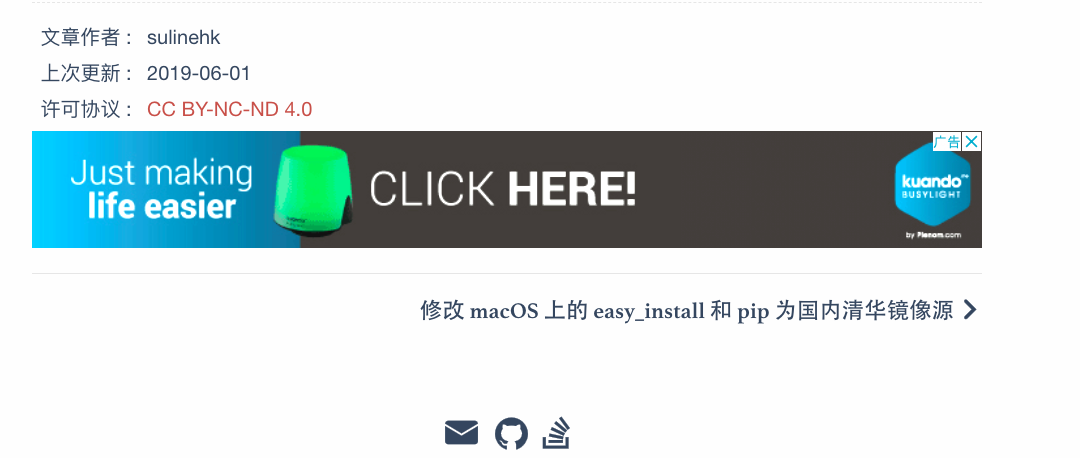 文章作者： sulinehk
上次更新： 2019-06-01
许可协议： CC BY-NC-ND 4.0
广告
Just making
life easier
CLICK HERE!
kuando
BUSYLIGHT
by Plenom.com
修改 macOS 上的 easy_install 和 pip 为国内清华镜像源